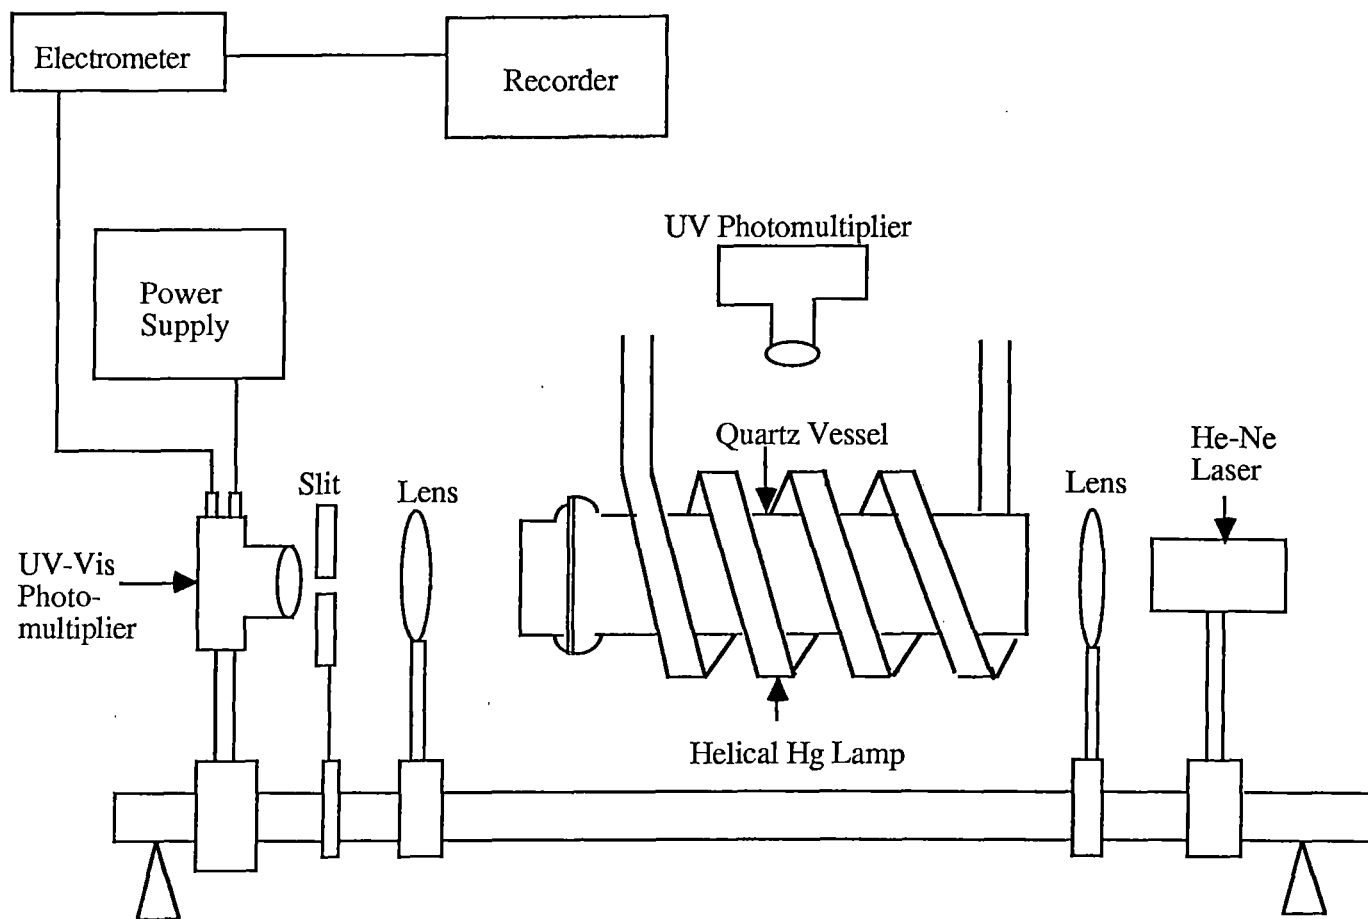 Electrometer
Recorder
UV Photomultiplier
Power
Supply
Quartz Vessel
He-Ne
Laser
Slit
Lens
Lens
UV-Vis
Photo-
multiplier
Helical Hg Lamp